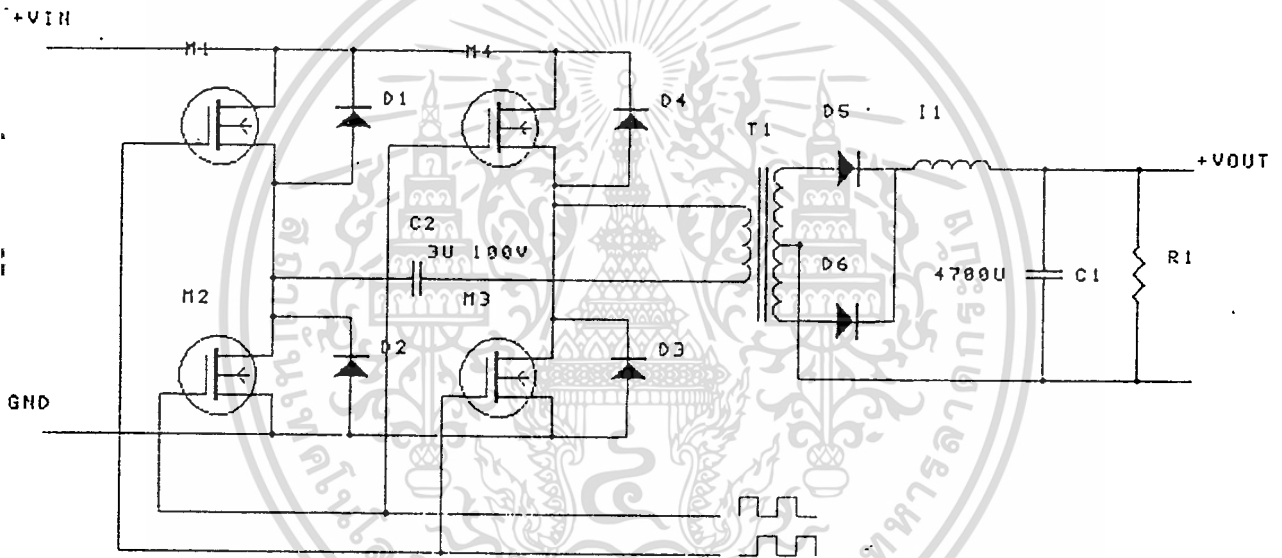 +VIN
M1
M4
D1
D4
T1
D5
I1
+VOUT
C2
3U 100V
M3
M2
D2
D3
D6
4700U
C1
R1
GND